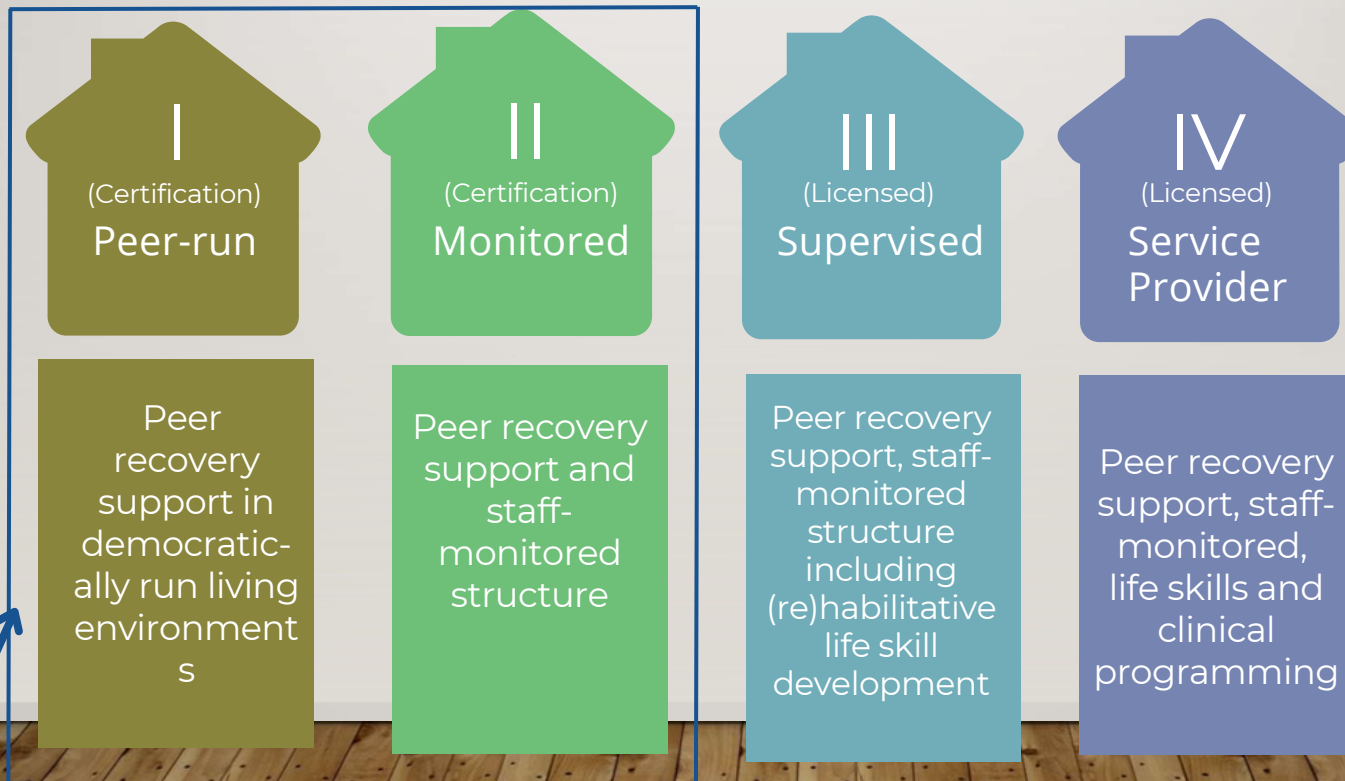 I
(Certification)
Peer-run
II
(Certification)
Monitored
III
(Licensed)
Supervised
IV
(Licensed)
Service
Provider
Peer
recovery
support in
democratic-
ally run living
environment
s
Peer recovery
support and
staff-
monitored
structure
Peer recovery
support, staff-
monitored
structure
including
(re)habilitative
life skill
development
Peer recovery
support, staff-
monitored,
life skills and
clinical
programming